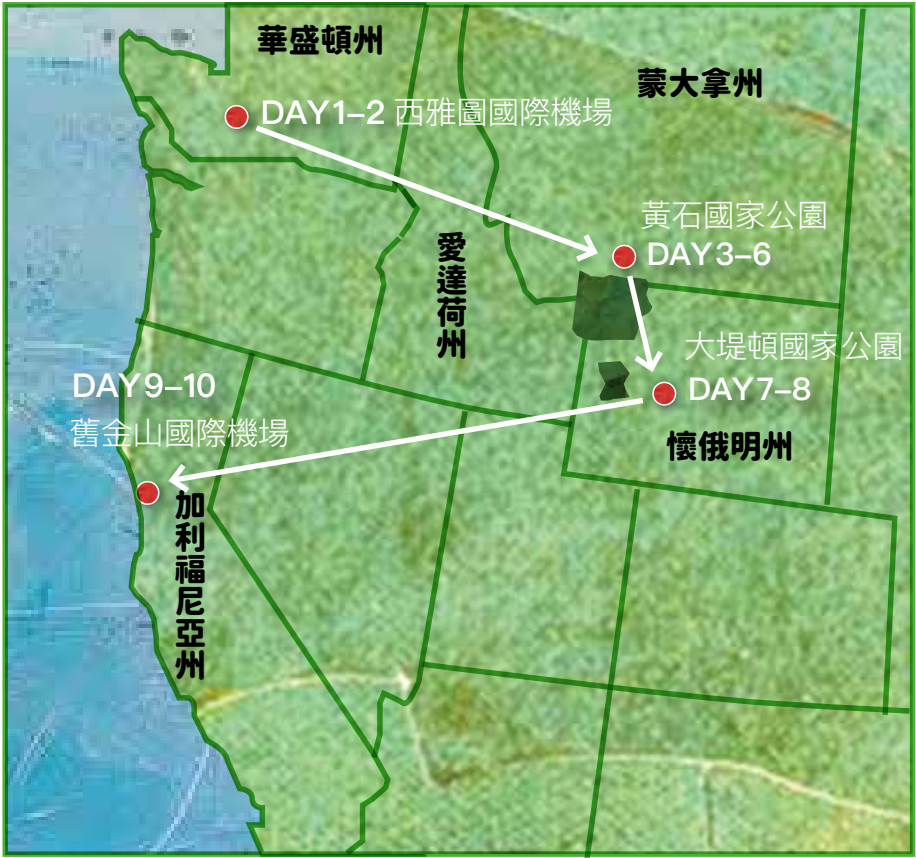 華盛頓州
蒙大拿州
DAY1–2 西雅圖國際機場
黃石國家公園
DAY3–6
愛達荷州
大堤頓國家公園
DAY7–8
DAY9–10
舊金山國際機場
懷俄明州
加利福尼亞州